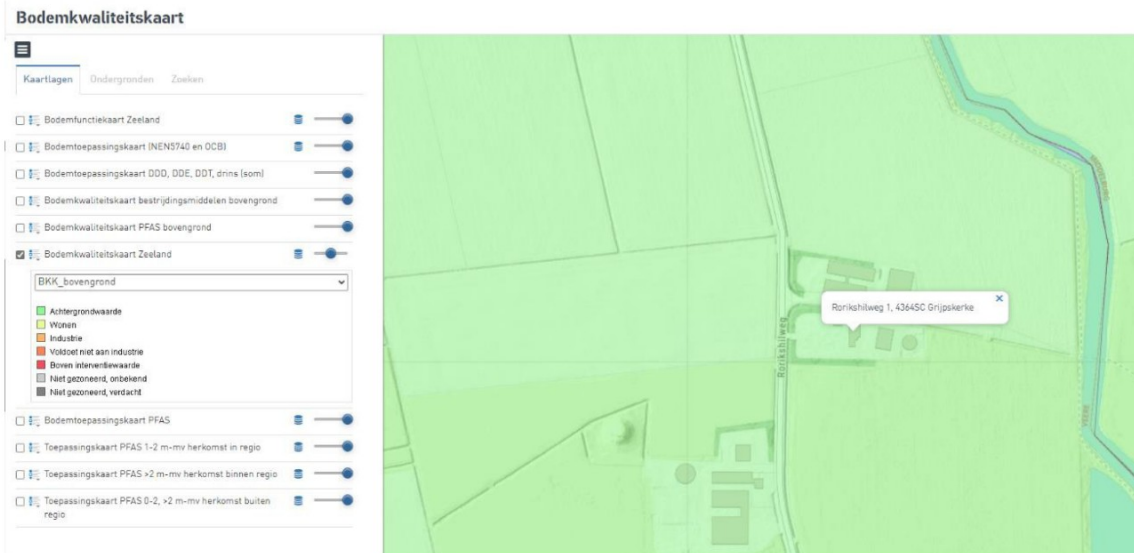 Bodemkwaliteitskaart
Kaartlagen Ondergronden Zoeken
Bodemfunctiekaart Zeeland
Bodemtoepassingskaart (NEN5740 en OCB)
Bodemtoepassingskaart DDD, DDE, DDT, drins (som)
Bodemkwaliteitskaart bestrijdingsmiddelen bovengrond
Bodemkwaliteitskaart PFAS bovengrond
Bodemkwaliteitskaart Zeeland
BKK_bovengrond
Achtergrondwaarde
Wonen
Industrie
Voldoet niet aan industrie
Boven interventiewaarde
Niet gezoneerd, onbekend
Niet gezoneerd, verdacht
Bodemtoepassingskaart PFAS
Toepassingskaart PFAS 1-2 m-mv herkomst in regio
Toepassingskaart PFAS >2 m-mv herkomst binnen regio
Toepassingskaart PFAS 0-2, >2 m-mv herkomst buiten
regio
Rorikshilweg 1, 4364SC Grijpskerke
Rorikshilweg
MIDDELBURG
VEERE